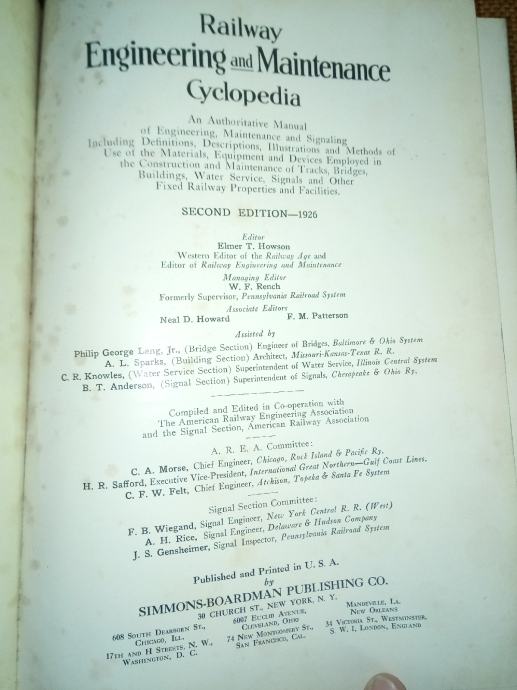 Railway
Engineering and Maintenance
Cyclopedia
An Authoritative Manual
of Engineering, Maintenance and Signaling
Including Definitions, Descriptions, Illustrations and Methods of
Use of the Materials, Equipment and Devices Employed in
the Construction and Maintenance of Tracks, Bridges,
Buildings, Water Service, Signals and Other
Fixed Railway Properties and Facilities.
SECOND EDITION—1926
Editor
Elmer T. Howson
Western Editor of the Railway Age and
Editor of Railway Engineering and Maintenance
Managing Editor
W. F. Rench
Formerly Supervisor, Pennsylvania Railroad System
Associate Editors
Neal D. Howard F. M. Patterson
Assisted by
Philip George Lang, Jr., (Bridge Section) Engineer of Bridges, Baltimore & Ohio System
A. L. Sparks, (Building Section) Architect, Missouri-Kansas-Texas R. R.
C. R. Knowles, (Water Service Section) Superintendent of Water Service, Illinois Central System
B. T. Anderson, (Signal Section) Superintendent of Signals, Chesapeake & Ohio Ry.
Compiled and Edited in Co-operation with
The American Railway Engineering Association
and the Signal Section, American Railway Association
A. R. E. A. Committee:
C. A. Morse, Chief Engineer, Chicago, Rock Island & Pacific Ry.
H. R. Safford, Executive Vice-President, International Great Northern—Gulf Coast Lines.
C. F. W. Felt, Chief Engineer, Atchison, Topeka & Santa Fe System
Signal Section Committee:
F. B. Wiegand, Signal Engineer, New York Central R. R. (West)
A. H. Rice, Signal Engineer, Delaware & Hudson Company
J. S. Gensheimer, Signal Inspector, Pennsylvania Railroad System
Published and Printed in U. S. A.
by
SIMMONS-BOARDMAN PUBLISHING CO.
30 CHURCH ST., NEW YORK, N. Y.
608 South Dearborn St., 6007 Euclid Avenue, Mandeville, La.
Chicago, Ill. Cleveland, Ohio New Orleans
17th and H Streets, N. W., 74 New Montgomery St., 34 Victoria St., Westminster,
Washington, D. C. San Francisco, Cal. S. W. 1, London, England